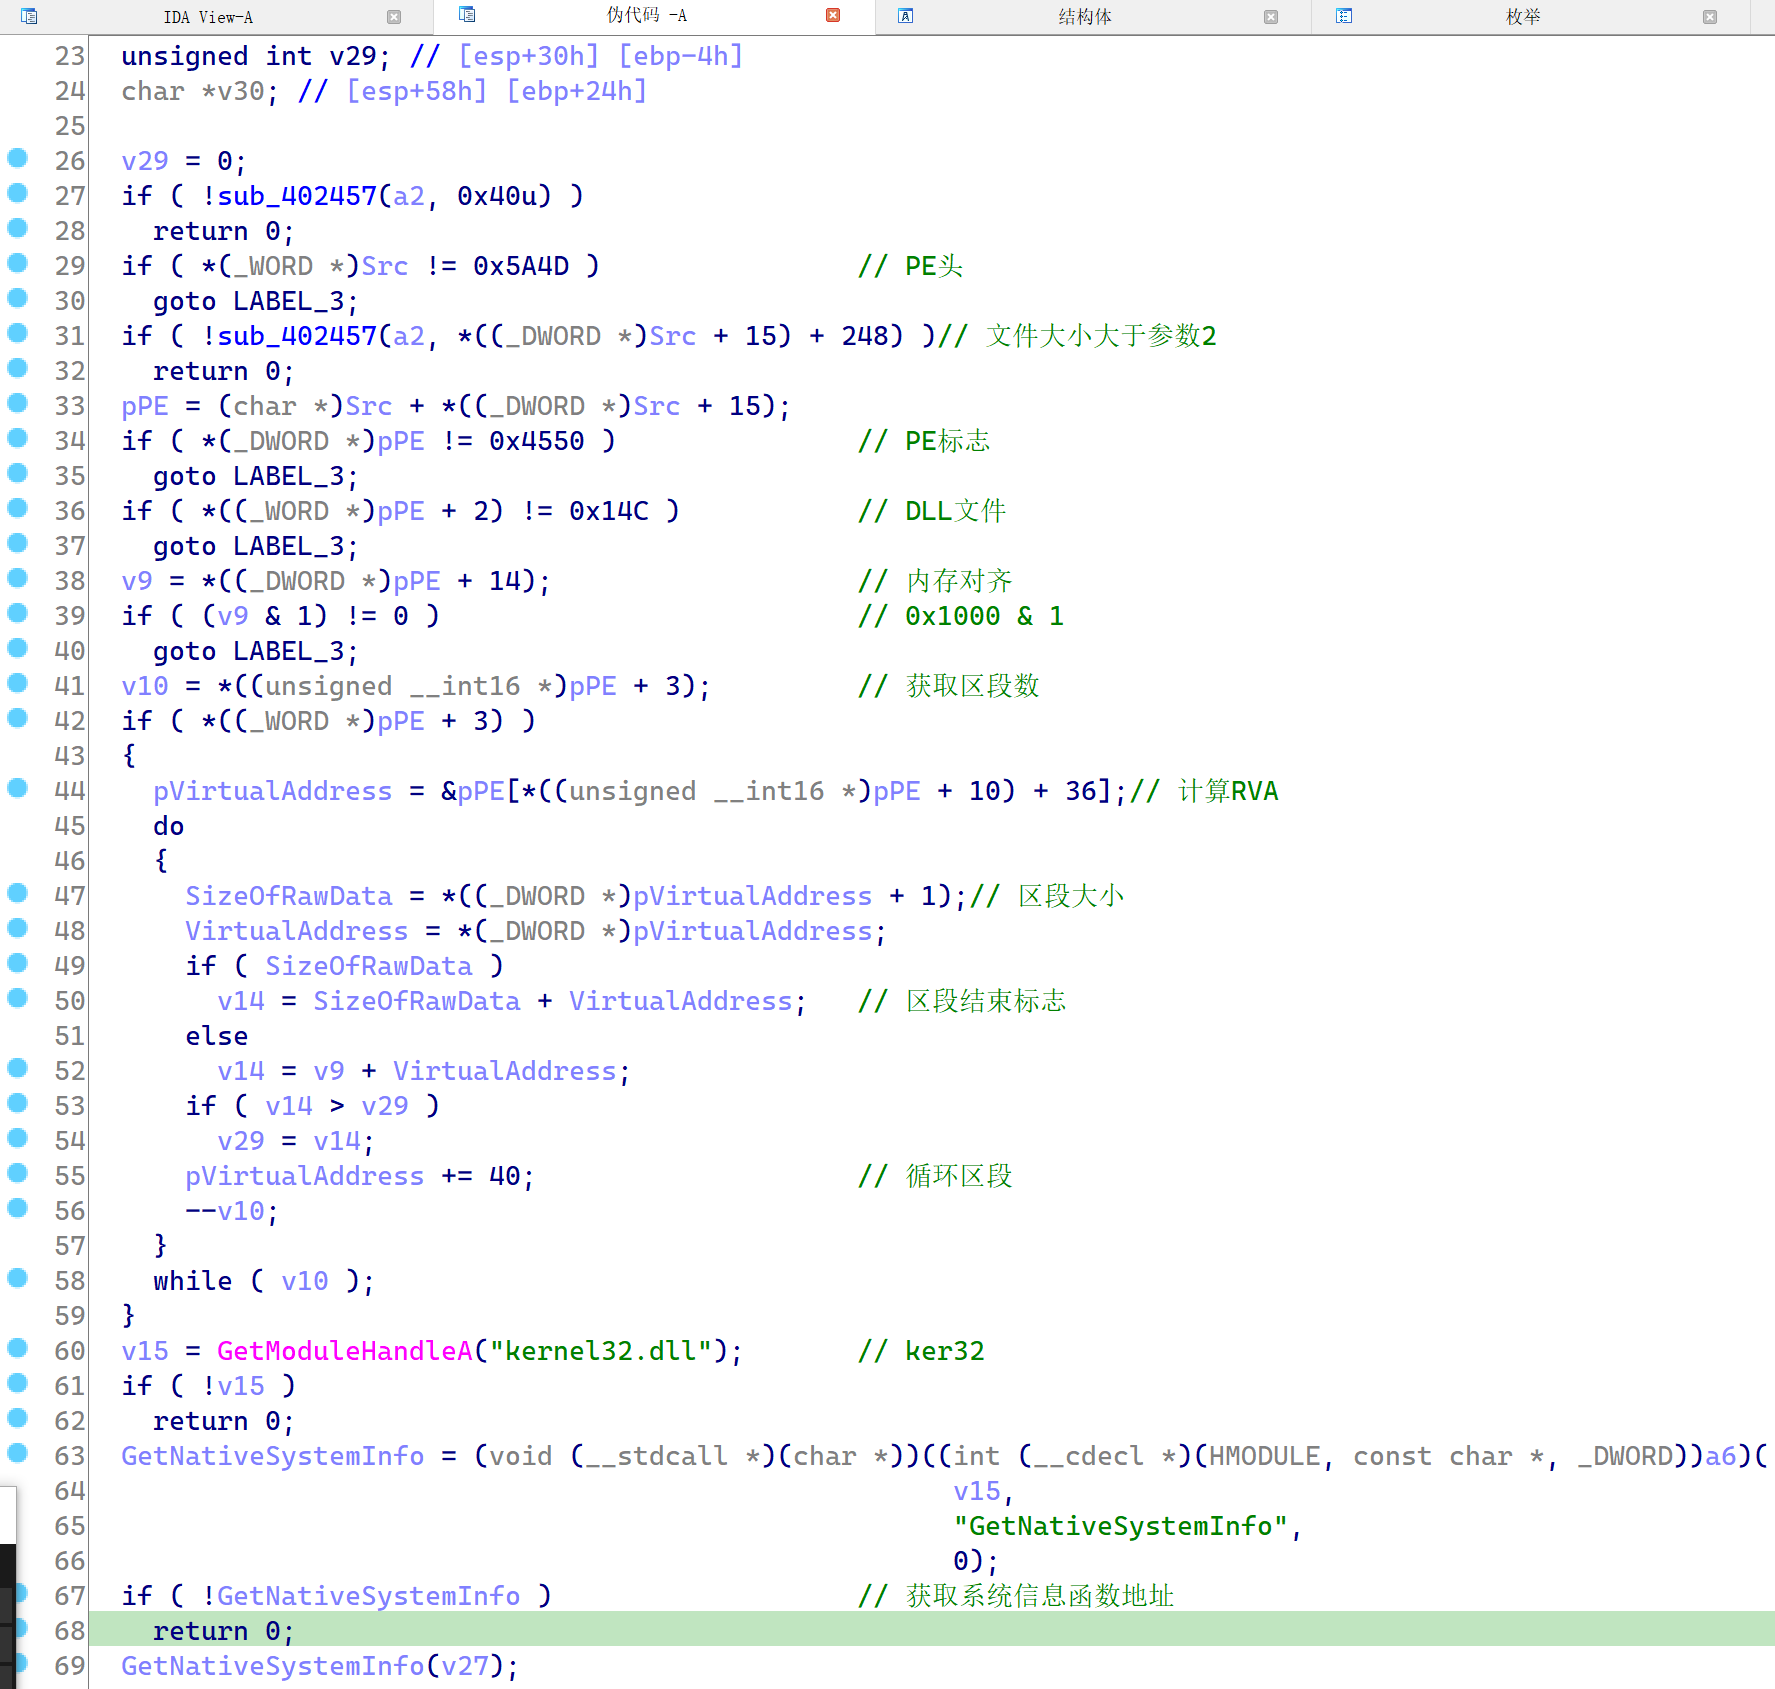 IDA View-A 伪代码 -A 结构体 枚举
23 unsigned int v29; // [esp+30h] [ebp-4h]
24 char *v30; // [esp+58h] [ebp+24h]
25
26 v29 = 0;
27 if ( !sub_402457(a2, 0x40u) )
28 return 0;
29 if ( *(_WORD *)Src != 0x5A4D ) // PE头
30 goto LABEL_3;
31 if ( !sub_402457(a2, *((_DWORD *)Src + 15) + 248) )// 文件大小大于参数2
32 return 0;
33 pPE = (char *)Src + *((_DWORD *)Src + 15);
34 if ( *(_DWORD *)pPE != 0x4550 ) // PE标志
35 goto LABEL_3;
36 if ( *((_WORD *)pPE + 2) != 0x14C ) // DLL文件
37 goto LABEL_3;
38 v9 = *((_DWORD *)pPE + 14); // 内存对齐
39 if ( (v9 & 1) != 0 ) // 0x1000 & 1
40 goto LABEL_3;
41 v10 = *((unsigned __int16 *)pPE + 3); // 获取区段数
42 if ( *((_WORD *)pPE + 3) )
43 {
44 pVirtualAddress = &pPE[*((unsigned __int16 *)pPE + 10) + 36];// 计算RVA
45 do
46 {
47 SizeOfRawData = *((_DWORD *)pVirtualAddress + 1);// 区段大小
48 VirtualAddress = *(_DWORD *)pVirtualAddress;
49 if ( SizeOfRawData )
50 v14 = SizeOfRawData + VirtualAddress; // 区段结束标志
51 else
52 v14 = v9 + VirtualAddress;
53 if ( v14 > v29 )
54 v29 = v14;
55 pVirtualAddress += 40; // 循环区段
56 --v10;
57 }
58 while ( v10 );
59 }
60 v15 = GetModuleHandleA("kernel32.dll"); // ker32
61 if ( !v15 )
62 return 0;
63 GetNativeSystemInfo = (void (__stdcall *)(char *))((int (__cdecl *)(HMODULE, const char *, _DWORD))a6)(
64 v15,
65 "GetNativeSystemInfo",
66 0);
67 if ( !GetNativeSystemInfo ) // 获取系统信息函数地址
68 return 0;
69 GetNativeSystemInfo(v27);